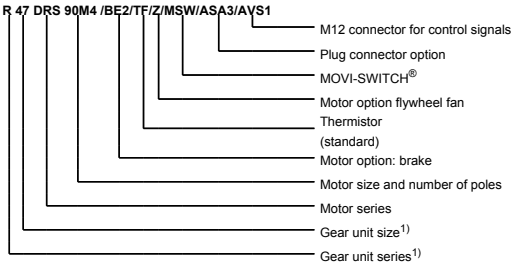 R 47 DRS 90M4 /BE2/TF/Z/MSW/ASA3/AVS1
M12 connector for control signals
Plug connector option
MOVI-SWITCH®
Motor option flywheel fan
Thermistor
(standard)
Motor option: brake
Motor size and number of poles
Motor series
Gear unit size1)
Gear unit series1)